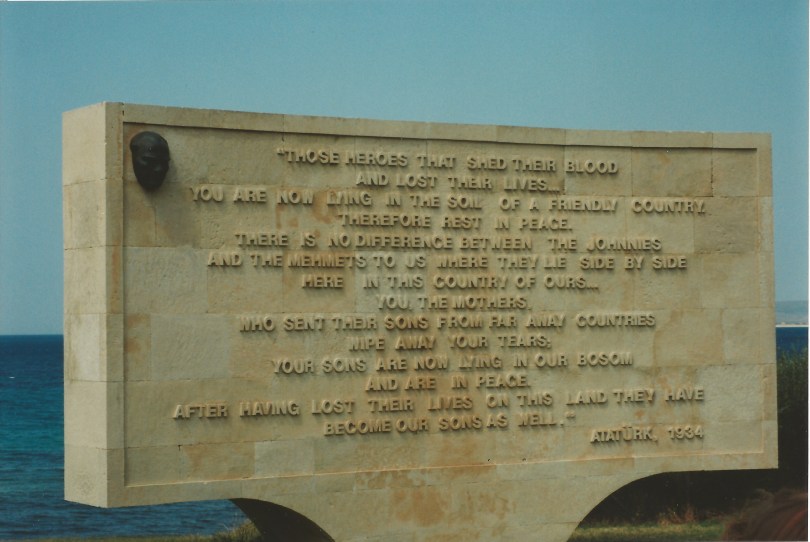 "THOSE HEROES THAT SHED THEIR BLOOD
AND LOST THEIR LIVES...
YOU ARE NOW LYING IN THE SOIL OF A FRIENDLY COUNTRY.
THEREFORE REST IN PEACE.
THERE IS NO DIFFERENCE BETWEEN THE JOHNNIES
AND THE MEHMETS TO US WHERE THEY LIE SIDE BY SIDE
HERE IN THIS COUNTRY OF OURS...
YOU, THE MOTHERS,
WHO SENT THEIR SONS FROM FAR AWAY COUNTRIES
WIPE AWAY YOUR TEARS;
YOUR SONS ARE NOW LYING IN OUR BOSOM
AND ARE IN PEACE.
AFTER HAVING LOST THEIR LIVES ON THIS LAND THEY HAVE
BECOME OUR SONS AS WELL."
ATATÜRK, 1934